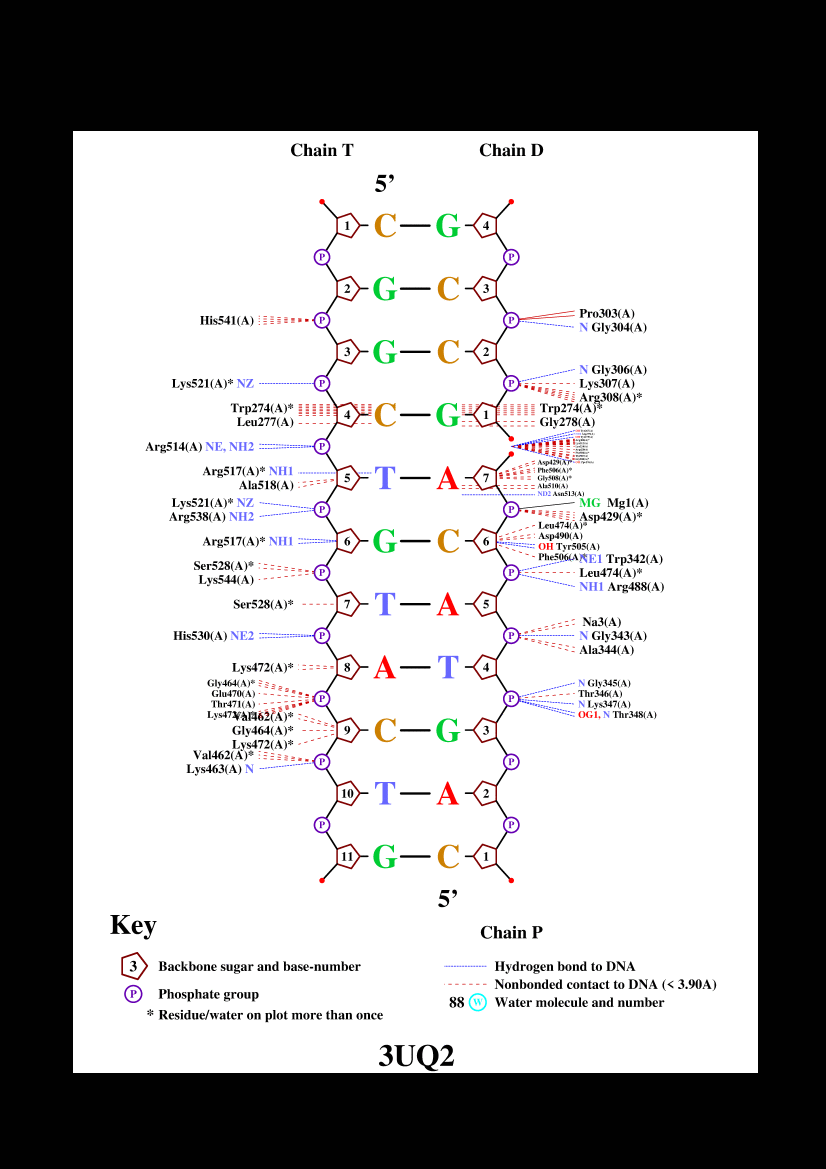 Chain T Chain D
5’
1 C G 4
P P
2 G C 3
Pro303(A)
His541(A) P P
N Gly304(A)
3 G C 2
N Gly306(A)
Lys521(A)* NZ P P Lys307(A)
Arg308(A)*
Trp274(A)* 4 C G 1 Trp274(A)*
Leu277(A) Gly278(A)
Arg514(A) NE, NH2 P
Asp429(A)*
Arg517(A)* NH1 Phe506(A)*
5 T A 7 Gly508(A)*
Ala518(A) Ala510(A)
ND2 Asn513(A)
Lys521(A)* NZ P P MG Mg1(A)
Arg538(A) NH2 Asp429(A)*
Leu474(A)*
Asp490(A)
Arg517(A)* NH1 6 G C 6 OH Tyr505(A)
Phe506(A)*
NE1 Trp342(A)
Ser528(A)* P P Leu474(A)*
Lys544(A) NH1 Arg488(A)
Ser528(A)* 7 T A 5
Na3(A)
His530(A) NE2 P P N Gly343(A)
Ala344(A)
Lys472(A)* 8 A T 4
Gly464(A)* N Gly345(A)
Glu470(A) P P Thr346(A)
Thr471(A) N Lys347(A)
Lys472(A)* OG1, N Thr348(A)
Val462(A)*
Gly464(A)* 9 C G 3
Lys472(A)*
Val462(A)* P P
Lys463(A) N
10 T A 2
P P
11 G C 1
5’
Key Chain P
3 Backbone sugar and base-number
Hydrogen bond to DNA
P Phosphate group
Nonbonded contact to DNA (< 3.90A)
* Residue/water on plot more than once
88 W Water molecule and number
3UQ2